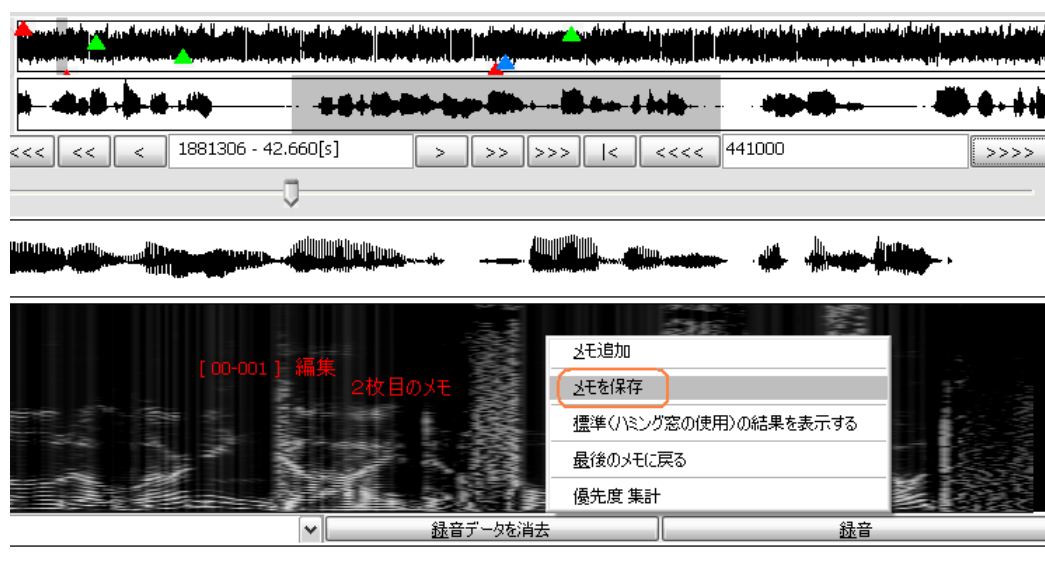 <<< << < 1881306 - 42.660[s] > >> >>> |< <<<< 441000 >>>>
[ 00-001 ] 編集
2枚目のメモ
メモ追加
メモを保存
標準(ハミング窓の使用)の結果を表示する
最後のメモに戻る
優先度 集計
録音データを消去 録音